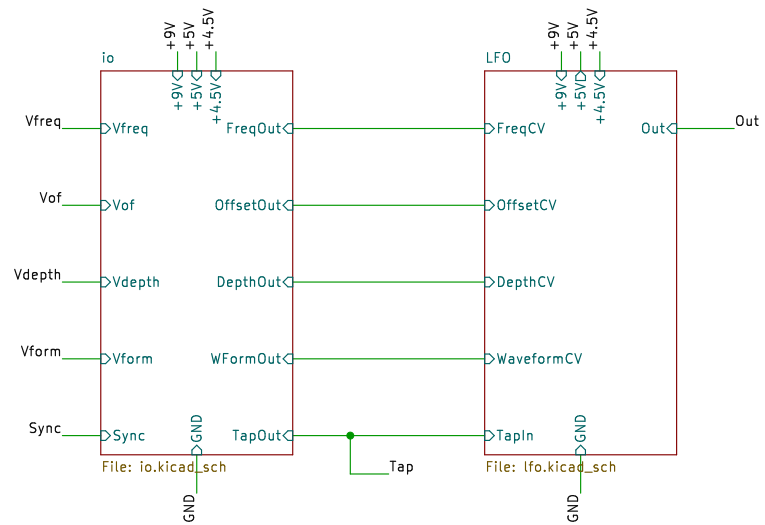 +9V +5V +4.5V
+9V +5V +4.5V
io
LFO
+9V +5V +4.5V
+9V +5V +4.5V
Vfreq Vfreq FreqOut FreqCV Out Out
Vof Vof OffsetOut OffsetCV
Vdepth Vdepth DepthOut DepthCV
Vform Vform WFormOut WaveformCV
Sync Sync GND TapOut TapIn GND
File: io.kicad_sch
File: lfo.kicad_sch
Tap
GND
GND